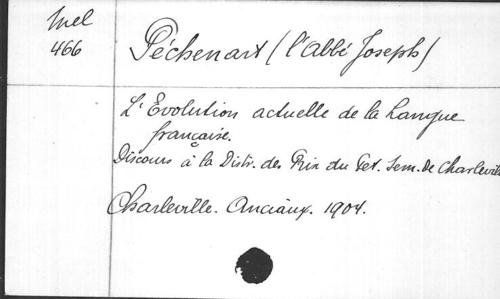 Mel
466
Péchenart (l'Abbé Joseph)
L'Evolution actuelle de la Langue
française.
Discours à la Distr. des Prix du Pet. Sem. de Charleville
Charleville. Anciaux. 1904.